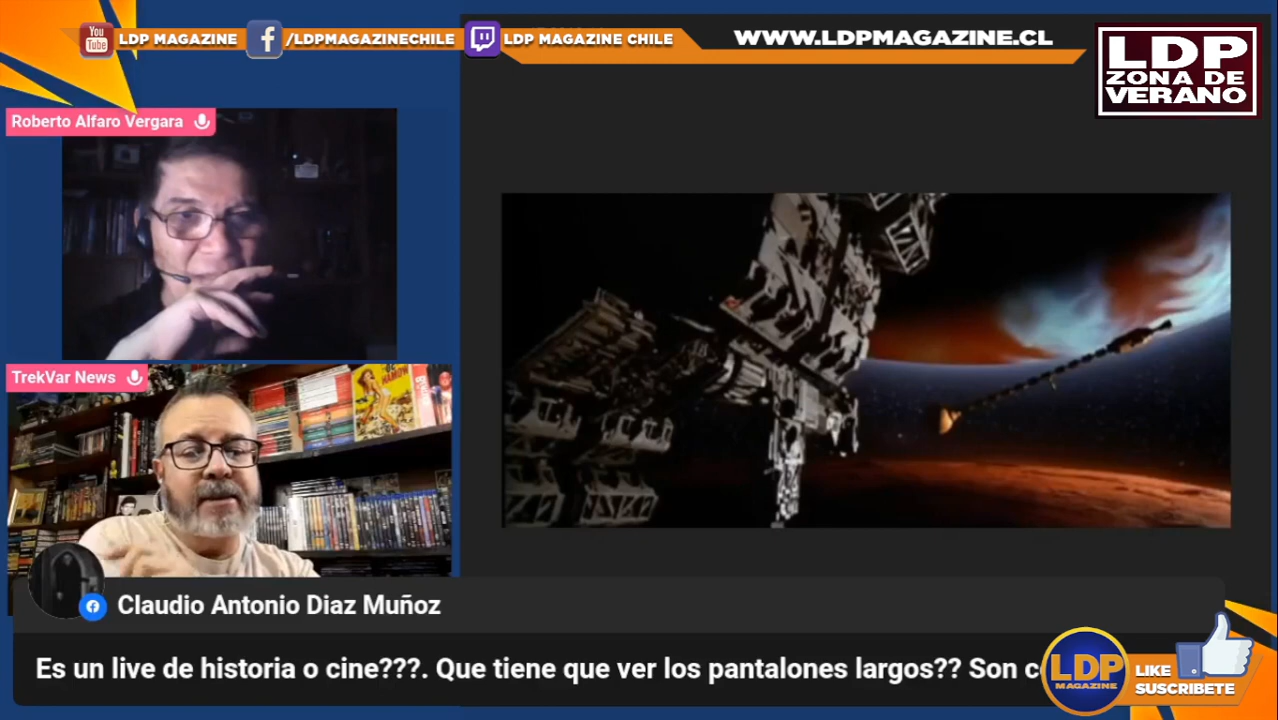 You
Tube
LDP MAGAZINE
/LDPMAGAZINECHILE
LDP MAGAZINE CHILE
WWW.LDPMAGAZINE.CL
LDP
ZONA DE
VERANO
Roberto Alfaro Vergara
TrekVar News
Claudio Antonio Diaz Muñoz
Es un live de historia o cine???. Que tiene que ver los pantalones largos?? Son
LDP
MAGAZINE
LIKE
SUSCRIBETE